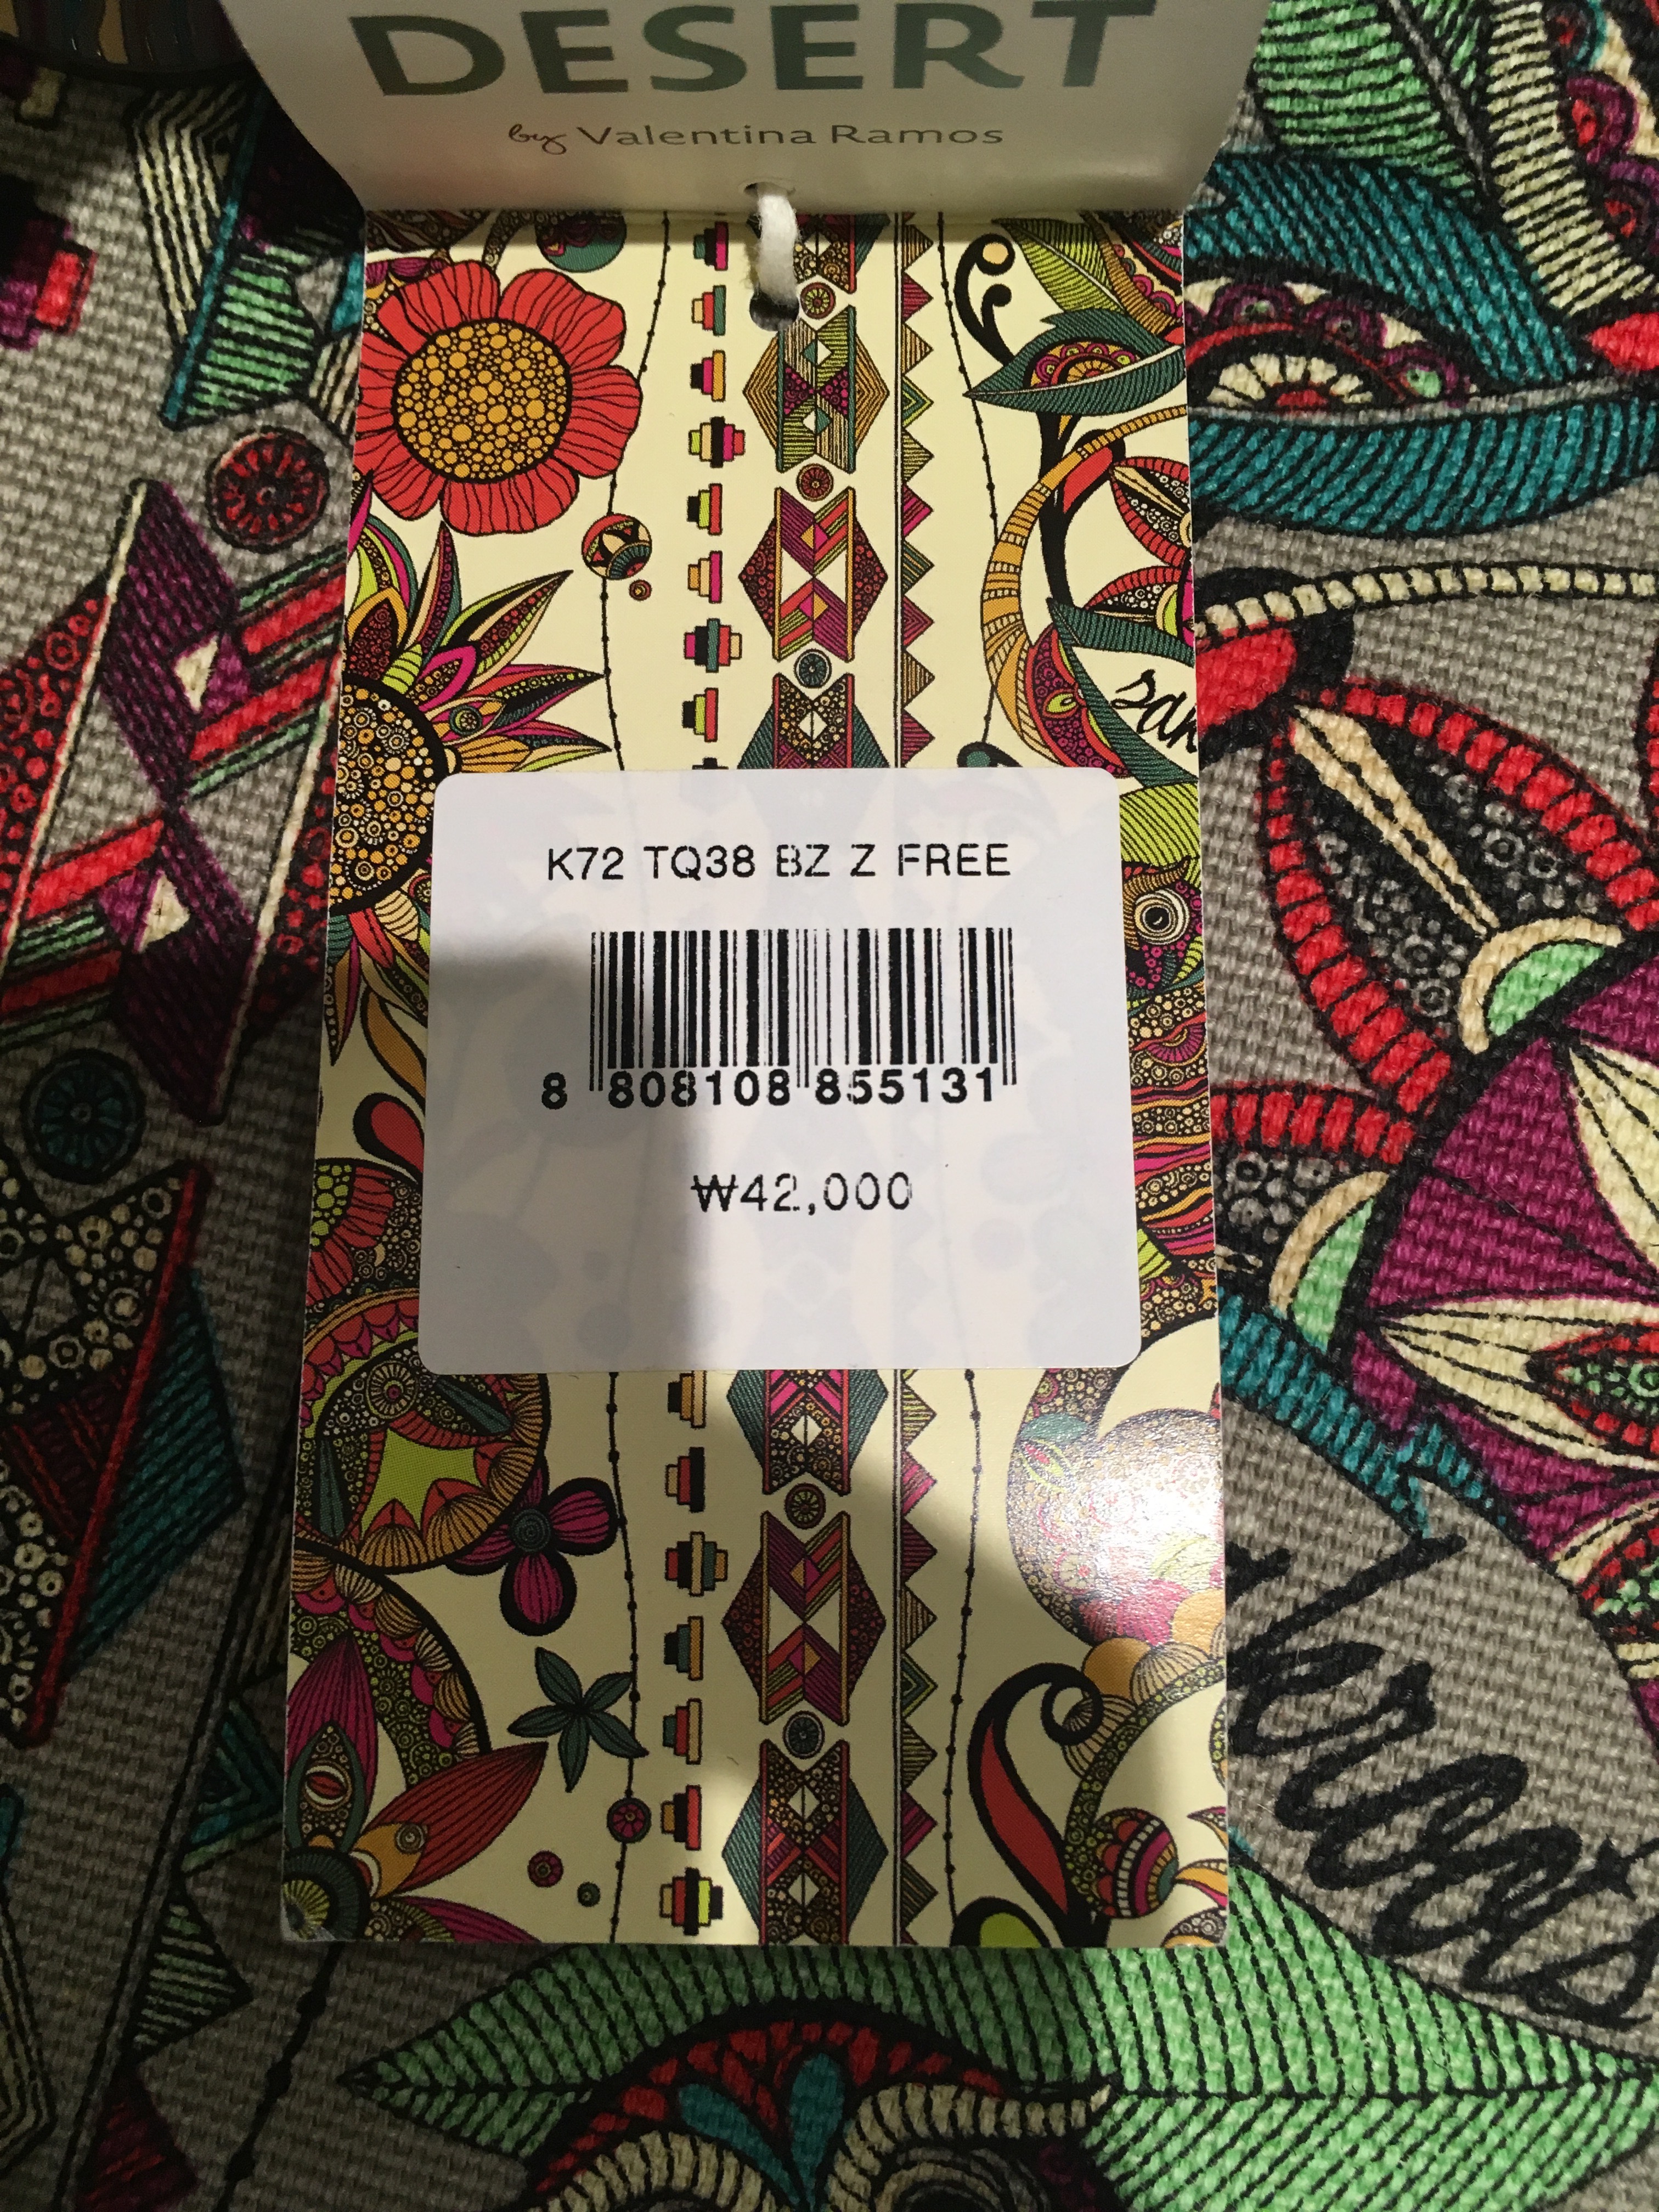 DESERT
by Valentina Ramos
K72 TQ38 BZ Z FREE
8 808108 855131
₩42,000